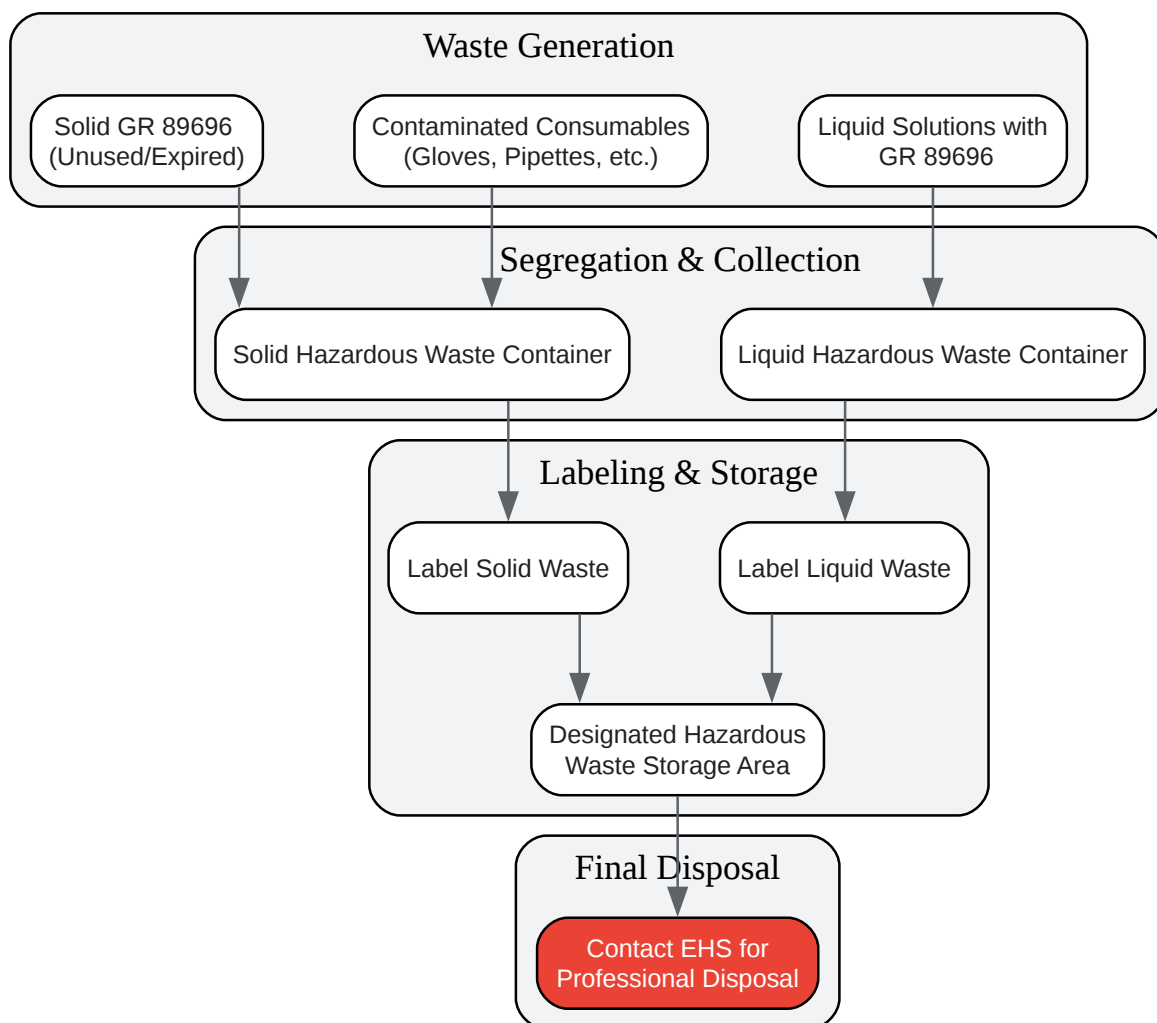 Waste Generation
Solid GR 89696
(Unused/Expired)
Contaminated Consumables
(Gloves, Pipettes, etc.)
Liquid Solutions with
GR 89696
Segregation & Collection
Solid Hazardous Waste Container
Liquid Hazardous Waste Container
Labeling & Storage
Label Solid Waste
Label Liquid Waste
Designated Hazardous
Waste Storage Area
Final Disposal
Contact EHS for
Professional Disposal